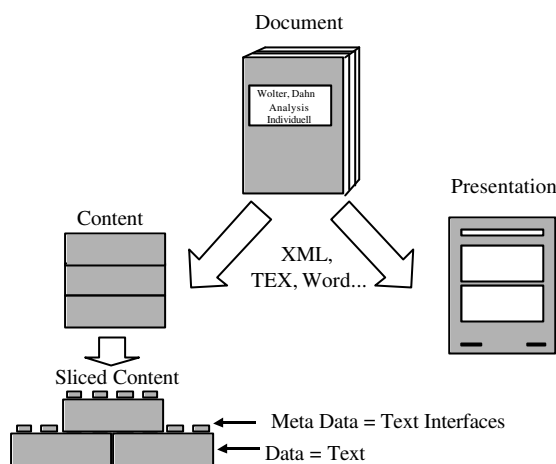 Document
Wolter, Dahn
Analysis
Individuell
Presentation
Content
XML,
TEX, Word...
Sliced Content
Meta Data = Text Interfaces
Data = Text